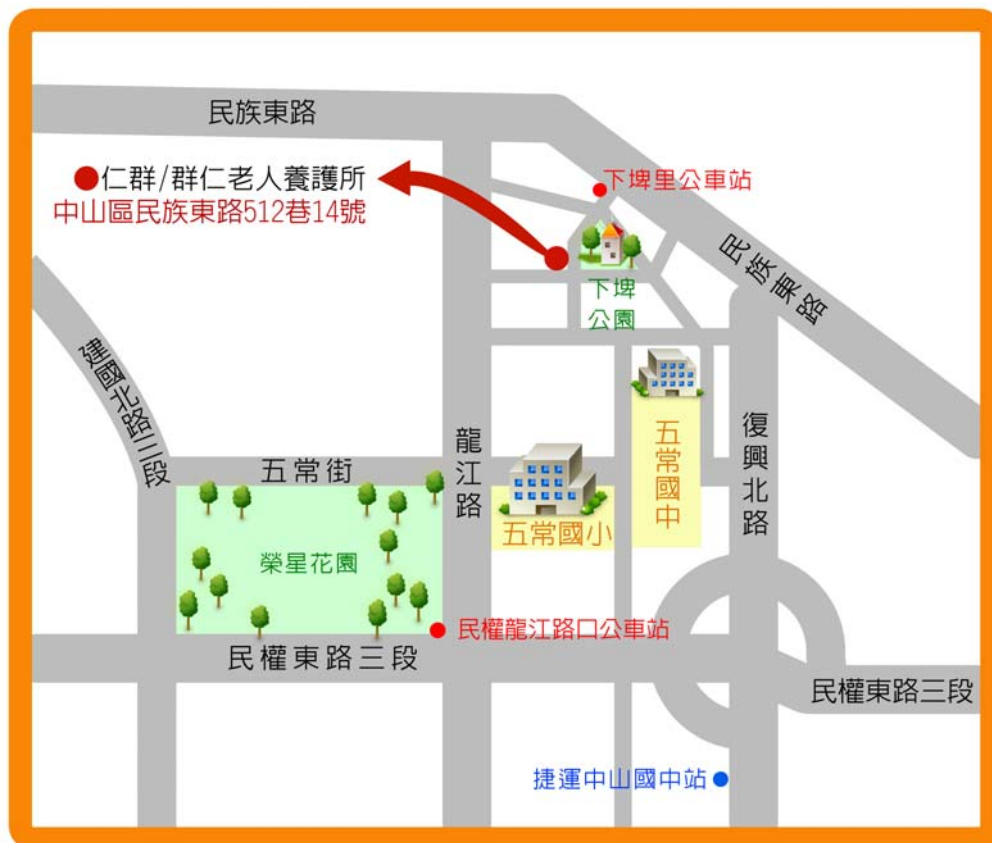 民族東路
仁群/群仁老人養護所
中山區民族東路512巷14號
下埤里公車站
民族東路
下埤
公園
建國北路三段
龍江路
五常國中
復興北路
五常街
五常國小
榮星花園
民權龍江路口公車站
民權東路三段
民權東路三段
捷運中山國中站